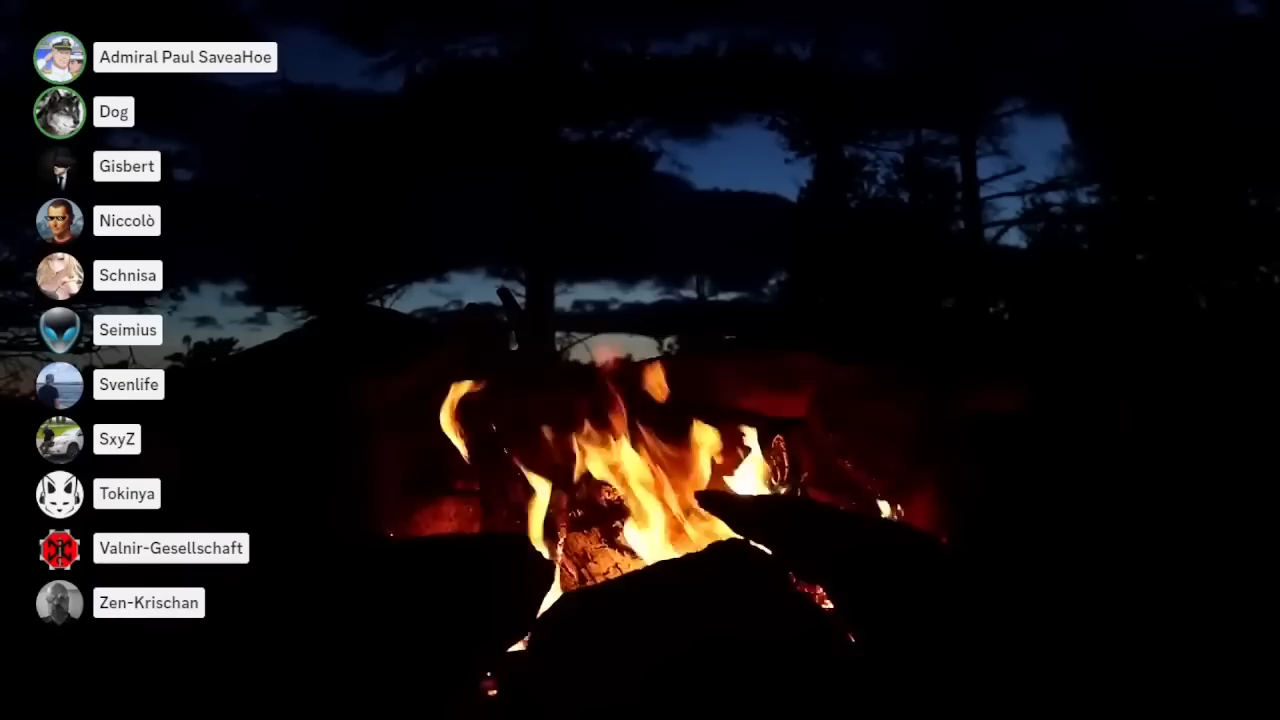 Admiral Paul SaveaHoe
Dog
Gisbert
Niccolò
Schnisa
Seimius
Svenlife
SxyZ
Tokinya
Valnir-Gesellschaft
Zen-Krischan